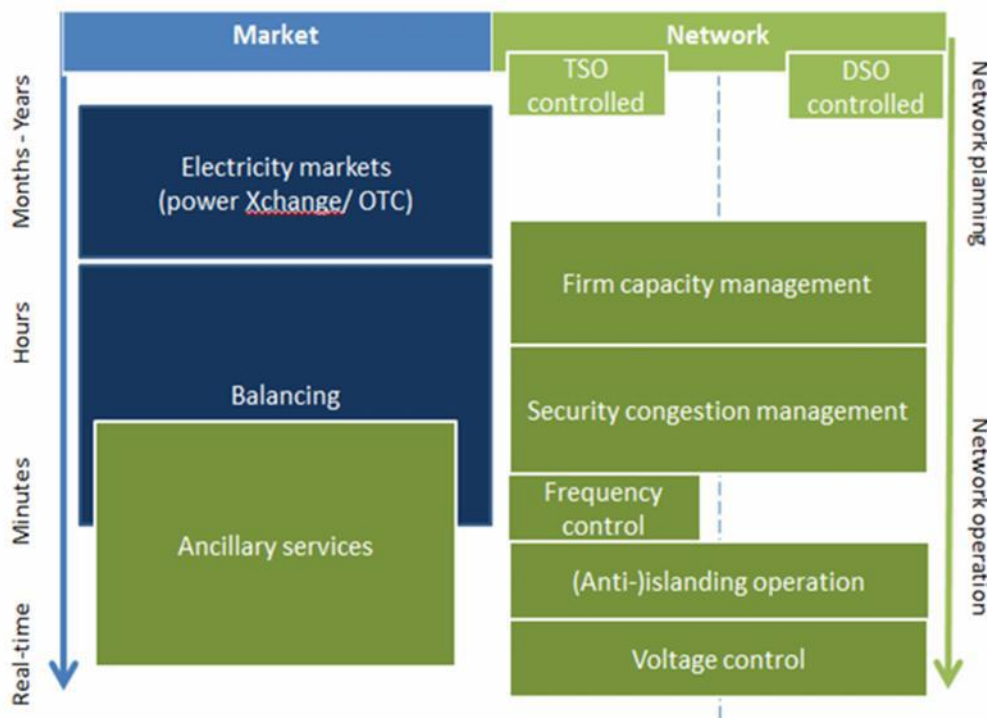 Market
Network
TSO
controlled
DSO
controlled
Months - Years
Hours
Minutes
Real-time
Electricity markets
(power Xchange/ OTC)
Balancing
Ancillary services
Firm capacity management
Security congestion management
Frequency
control
(Anti-)islanding operation
Voltage control
Network planning
Network operation